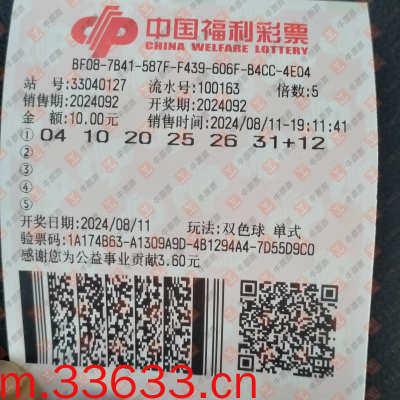 中国福利彩票
CHINA WELFARE LOTTERY
BF08-7B41-587F-F439-606F-B4CC-4E04
站 号:33040127 流水号:100163 倍数:5
销售期:2024092 开奖期:2024092
金 额:10.00元 销售时间:2024/08/11-19:11:41
① 04 10 20 25 26 31+12
②
③
④
⑤
开奖日期:2024/08/11 玩法:双色球 单式
验票码:1A174B63-A1309A9D-4B1294A4-7D55D9C0
感谢您为公益事业贡献3.60元
m.33633.cn